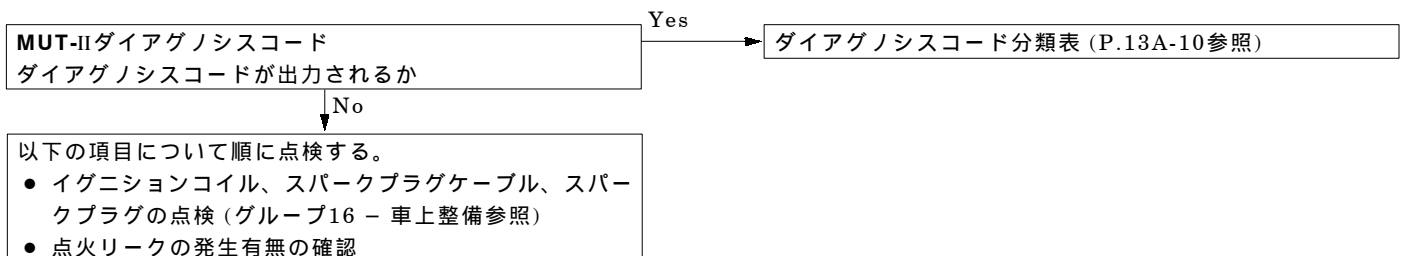 Yes
MUT-IIダイアグノシスコード
ダイアグノシスコードが出力されるか
ダイアグノシスコード分類表 (P.13A-10参照)
No
以下の項目について順に点検する。
● イグニションコイル、スパークプラグケーブル、スパー
クプラグの点検 (グループ16 − 車上整備参照)
● 点火リークの発生有無の確認